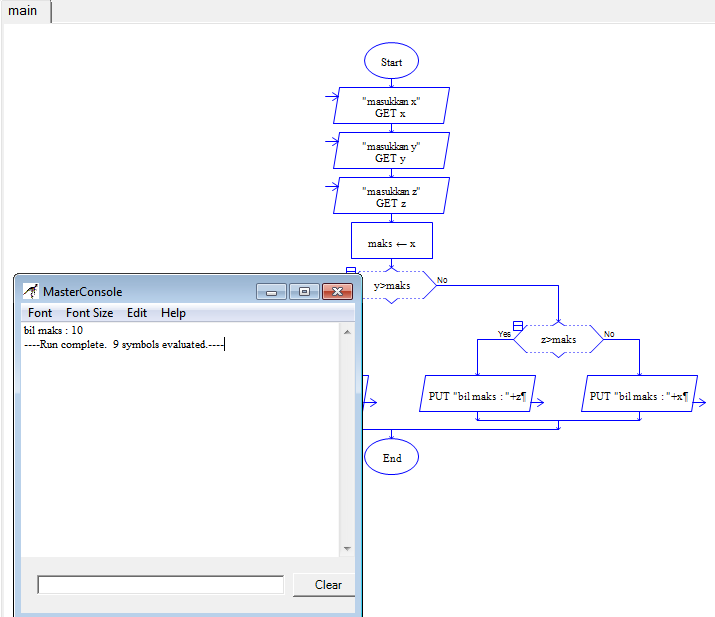 main
Start
"masukkan x"
GET x
"masukkan y"
GET y
"masukkan z"
GET z
maks ← x
y>maks
No
MasterConsole
Font Font Size Edit Help
bil maks : 10
----Run complete.  9 symbols evaluated.----
Yes
z>maks
No
PUT "bil maks : "+z¶
PUT "bil maks : "+x¶
End
Clear